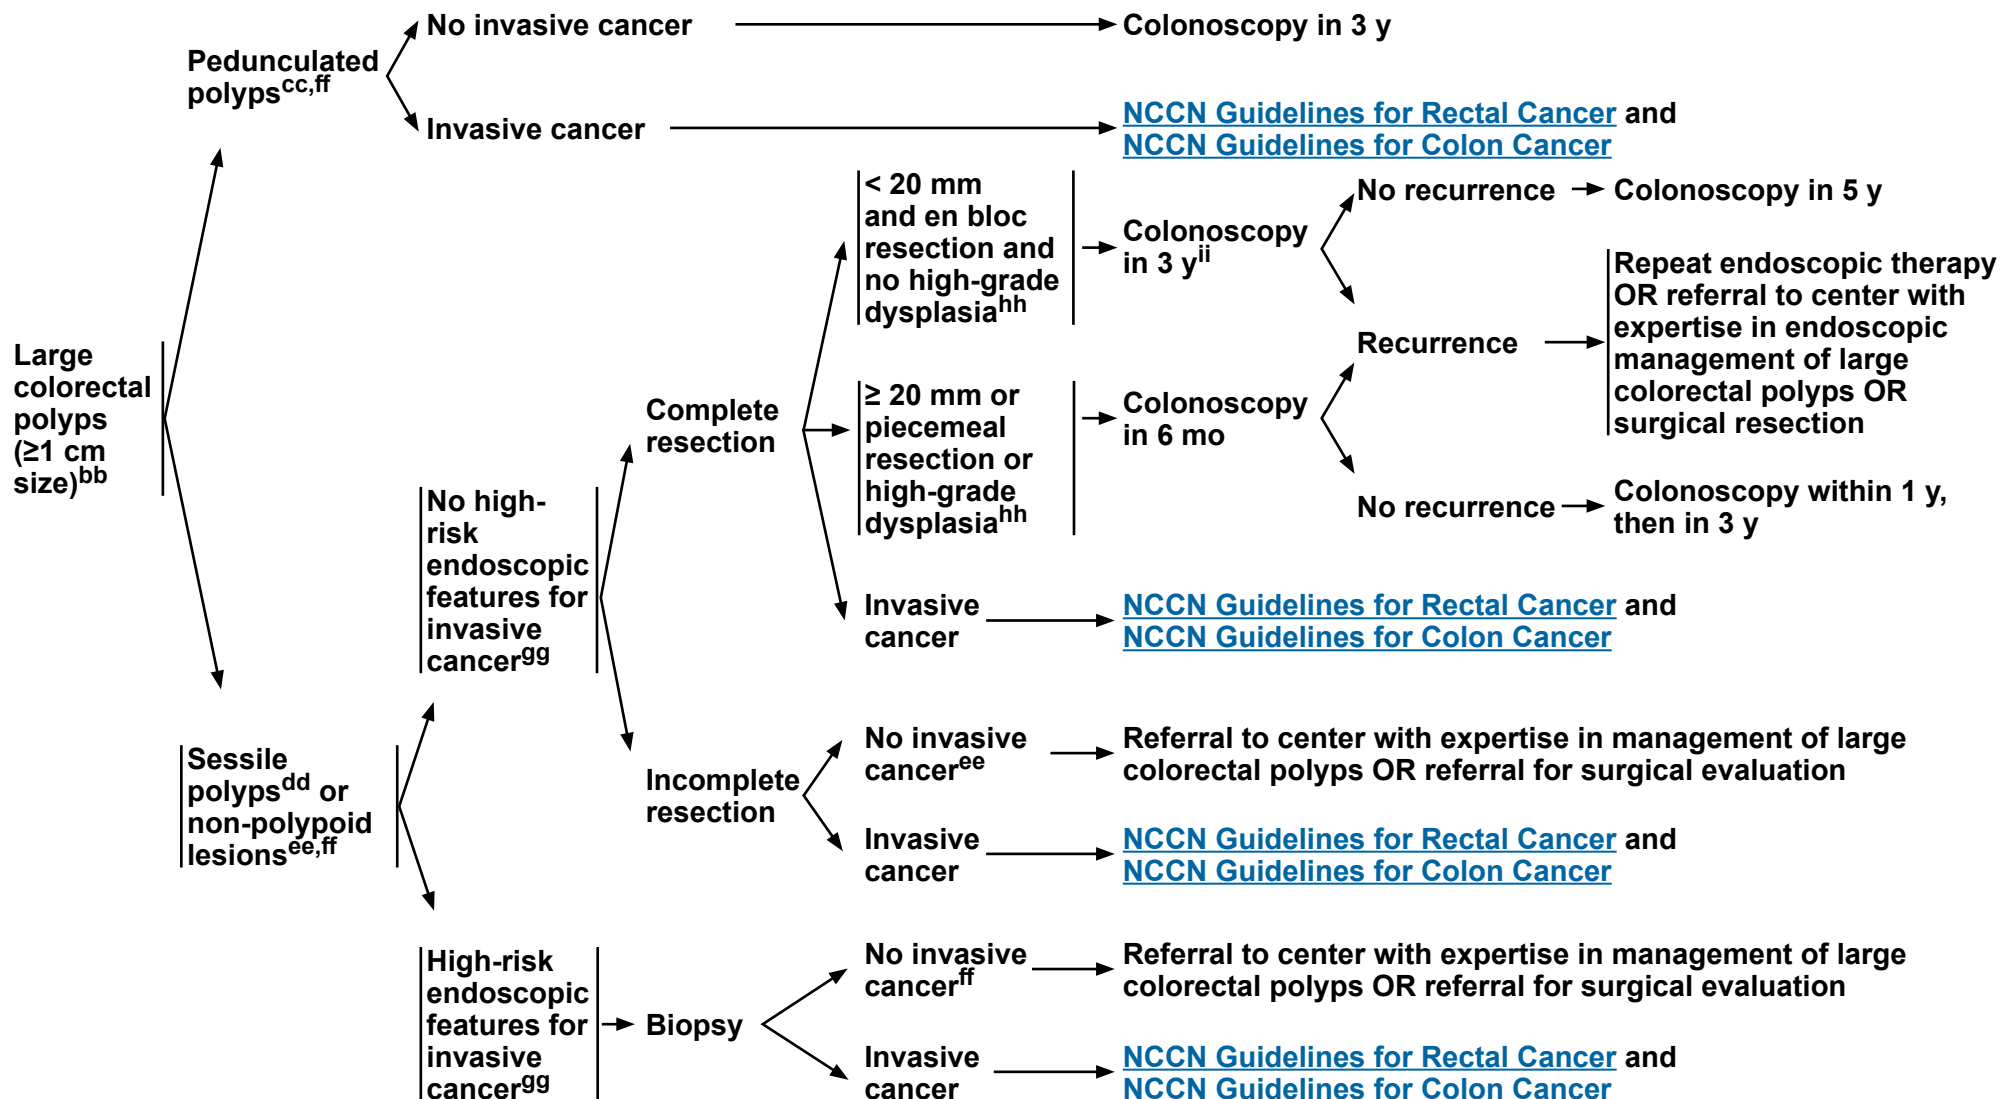 Large
colorectal
polyps
(≥1 cm
size)bb
Pedunculated
polypscc,ff
No invasive cancer
Colonoscopy in 3 y
Invasive cancer
NCCN Guidelines for Rectal Cancer and
NCCN Guidelines for Colon Cancer
Sessile
polypsdd or
non-polypoid
lesionsee,ff
No high-
risk
endoscopic
features for
invasive
cancergg
Complete
resection
< 20 mm
and en bloc
resection and
no high-grade
dysplasiahh
Colonoscopy
in 3 yii
No recurrence
Colonoscopy in 5 y
Recurrence
Repeat endoscopic therapy
OR referral to center with
expertise in endoscopic
management of large
colorectal polyps OR
surgical resection
≥ 20 mm or
piecemeal
resection or
high-grade
dysplasiahh
Colonoscopy
in 6 mo
No recurrence
Colonoscopy within 1 y,
then in 3 y
Invasive
cancer
NCCN Guidelines for Rectal Cancer and
NCCN Guidelines for Colon Cancer
Incomplete
resection
No invasive
canceree
Referral to center with expertise in management of large
colorectal polyps OR referral for surgical evaluation
Invasive
cancer
NCCN Guidelines for Rectal Cancer and
NCCN Guidelines for Colon Cancer
High-risk
endoscopic
features for
invasive
cancergg
Biopsy
No invasive
cancerff
Referral to center with expertise in management of large
colorectal polyps OR referral for surgical evaluation
Invasive
cancer
NCCN Guidelines for Rectal Cancer and
NCCN Guidelines for Colon Cancer